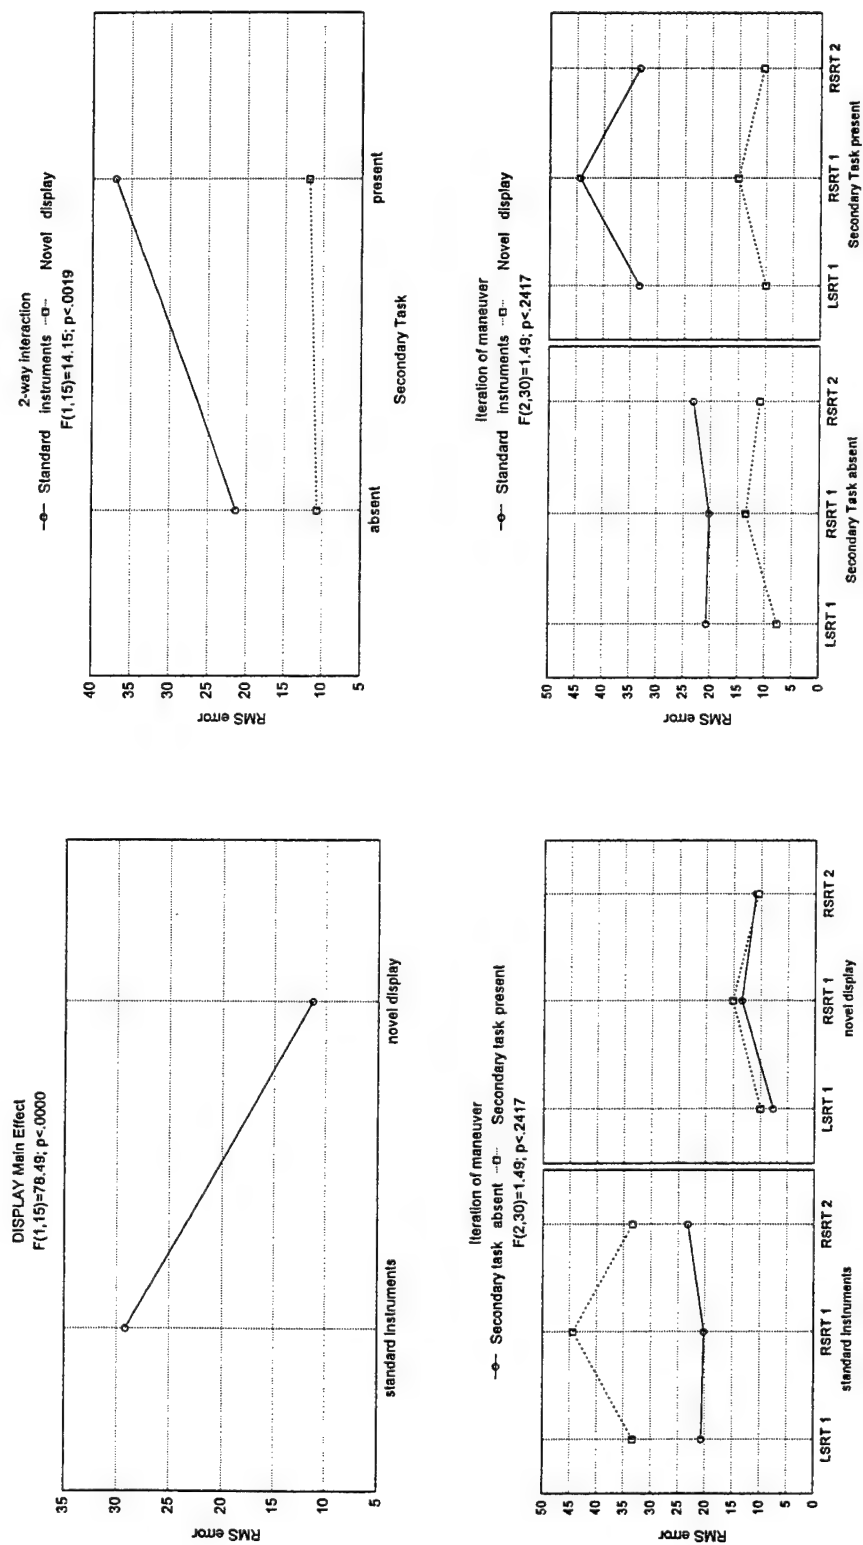 DISPLAY Main Effect
F(1,15)=78.49; p<.0000
35
30
25
20
15
10
5
RMS error
standard Instruments
novel display
2-way interaction
Standard instruments Novel display
F(1,15)=14.15; p<.0019
40
35
30
25
20
15
10
5
RMS error
absent
present
Secondary Task
Iteration of maneuver
Secondary task absent Secondary task present
F(2,30)=1.49; p<.2417
50
45
40
35
30
25
20
15
10
5
0
RMS error
LSRT 1 RSRT 1 RSRT 2
standard Instruments
LSRT 1 RSRT 1 RSRT 2
novel display
Iteration of maneuver
Standard instruments Novel display
F(2,30)=1.49; p<.2417
50
45
40
35
30
25
20
15
10
5
0
RMS error
LSRT 1 RSRT 1 RSRT 2
Secondary Task absent
LSRT 1 RSRT 1 RSRT 2
Secondary Task present